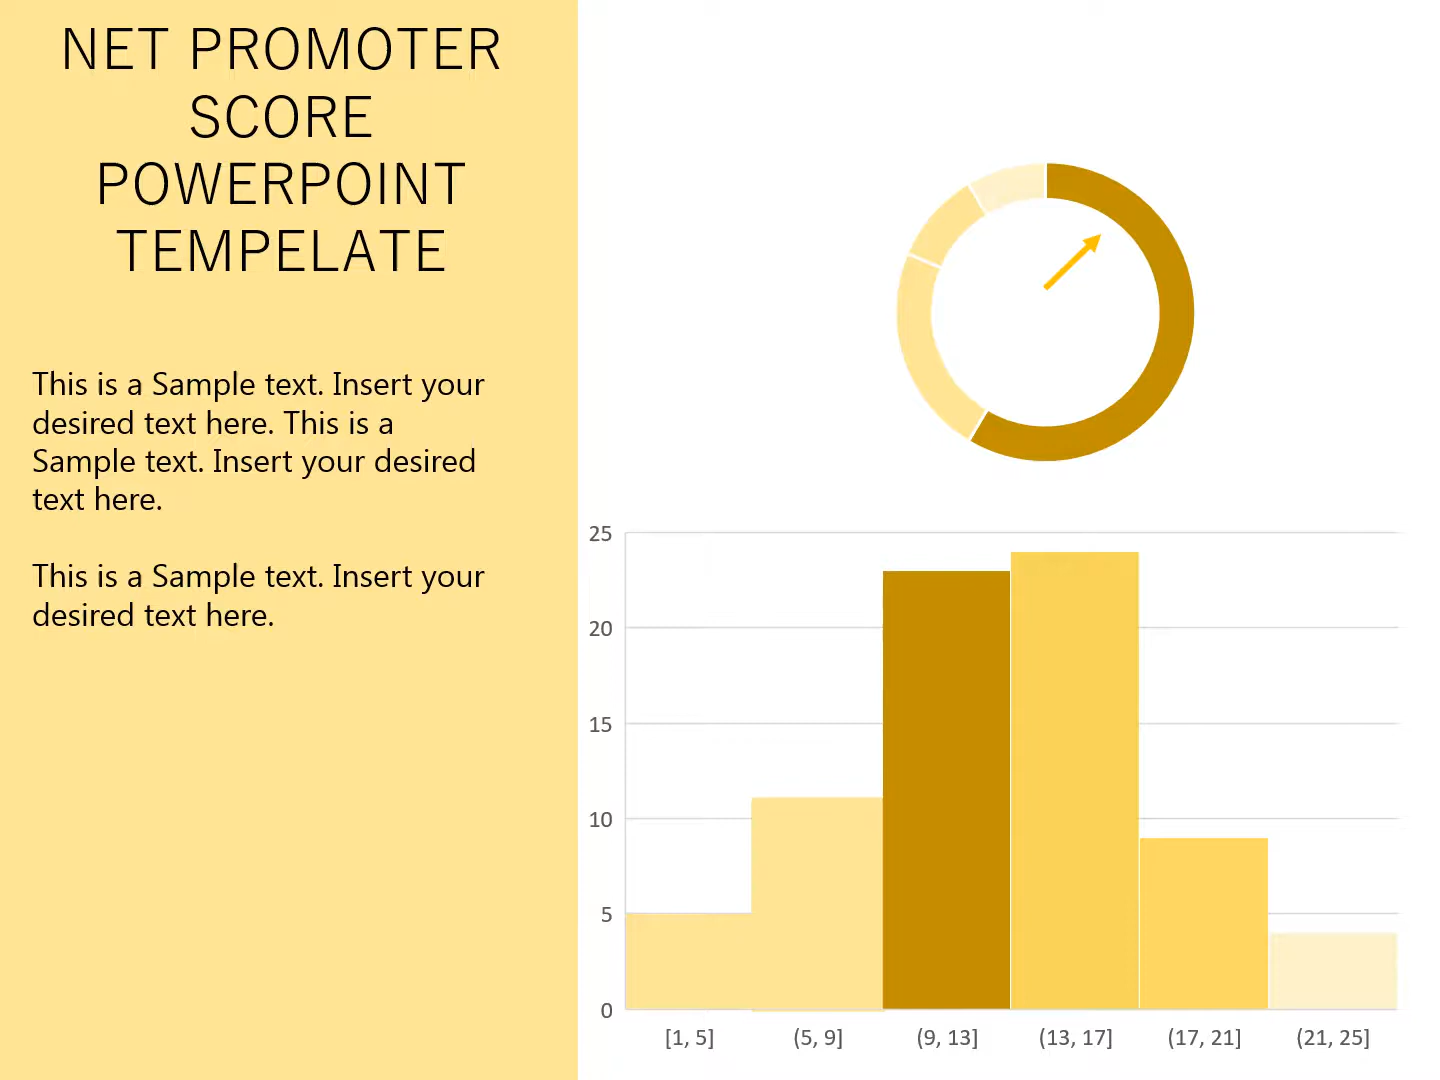 NET PROMOTER
SCORE
POWERPOINT
TEMPELATE
This is a Sample text. Insert your
desired text here. This is a
Sample text. Insert your desired
text here.
This is a Sample text. Insert your
desired text here.
25
20
15
10
5
0
[1, 5]
(5, 9]
(9, 13]
(13, 17]
(17, 21]
(21, 25]